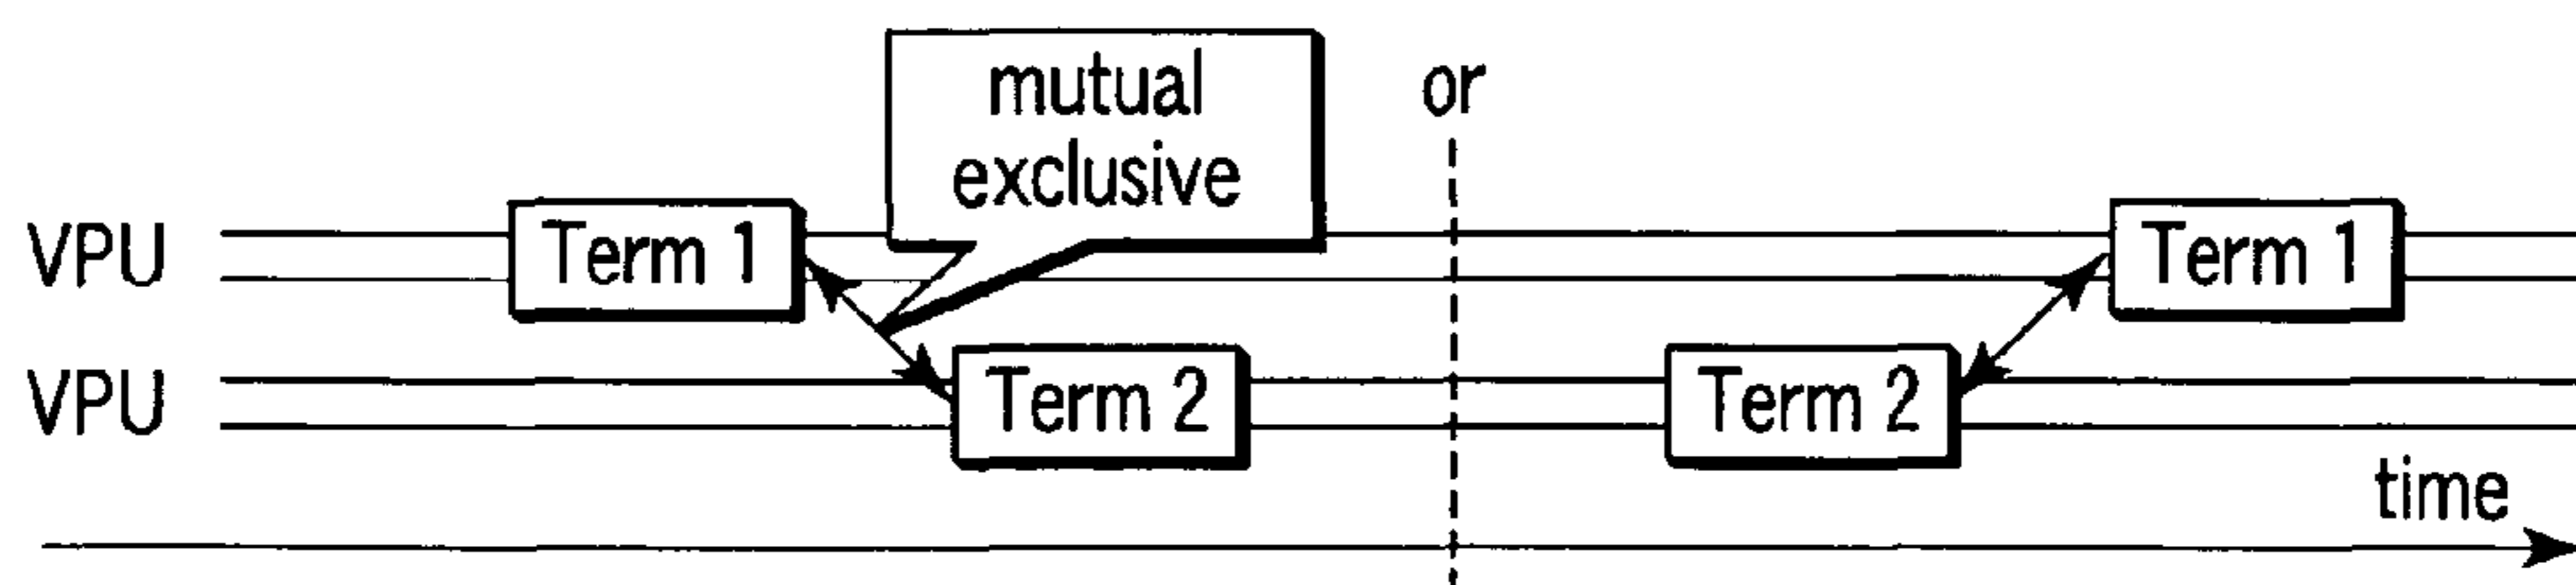 mutual
exclusive
or
VPU
Term 1
Term 1
VPU
Term 2
Term 2
time